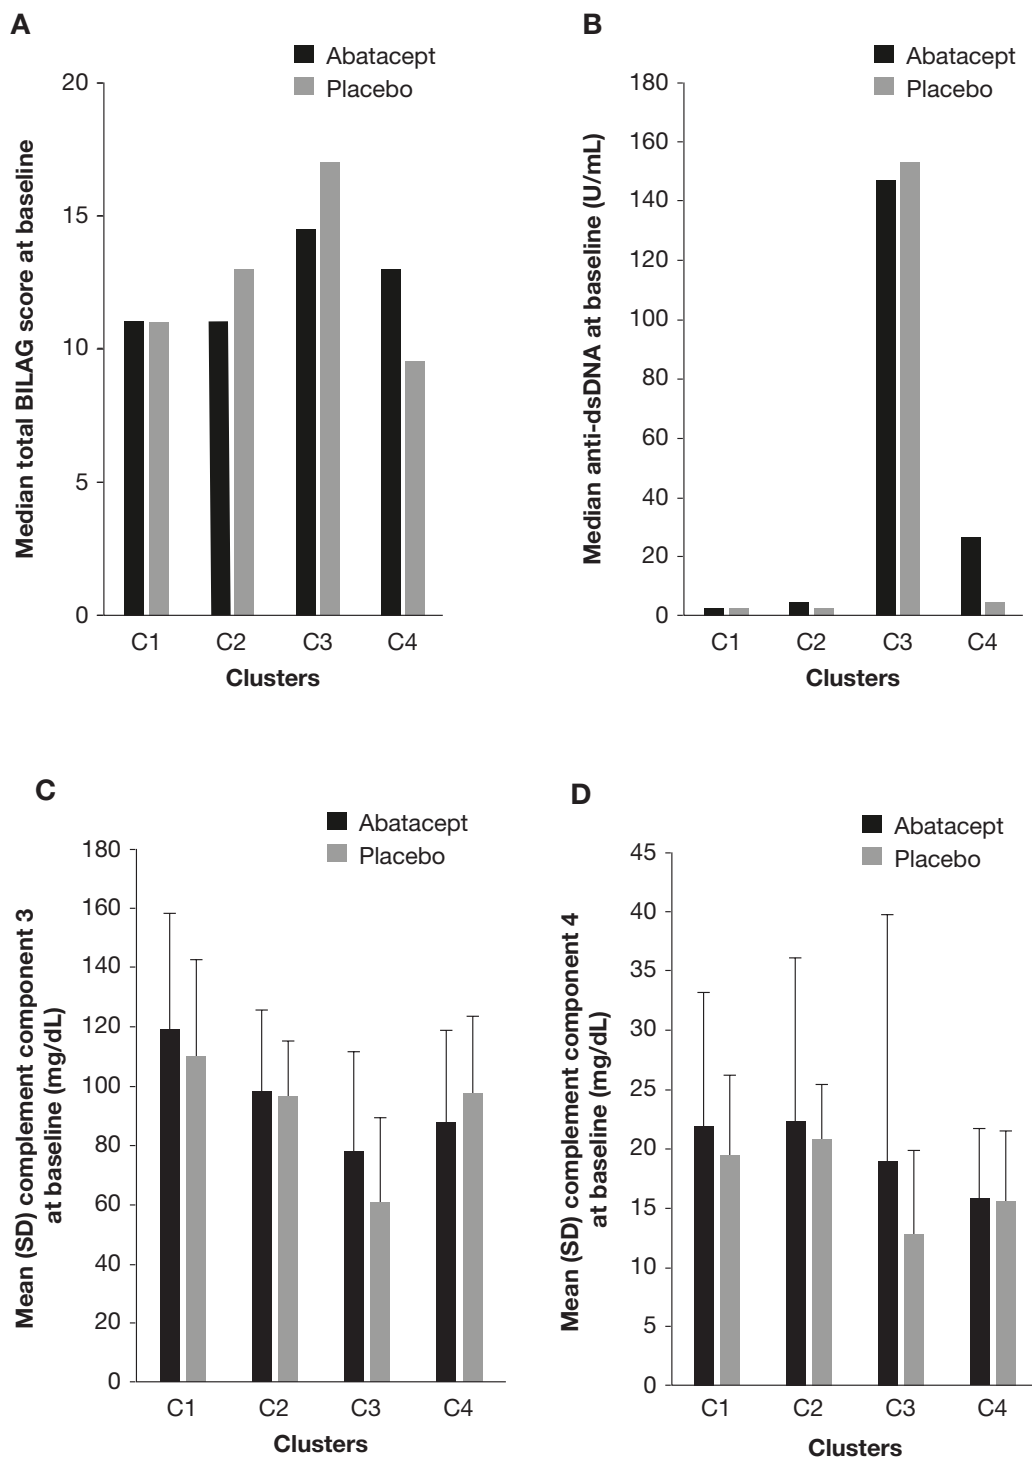 A
Abatacept
Placebo
Median total BILAG score at baseline
20
15
10
5
0
C1 C2 C3 C4
Clusters
B
Abatacept
Placebo
Median anti-dsDNA at baseline (U/mL)
180
160
140
120
100
80
60
40
20
0
C1 C2 C3 C4
Clusters
C
Abatacept
Placebo
Mean (SD) complement component 3
at baseline (mg/dL)
180
160
140
120
100
80
60
40
20
0
C1 C2 C3 C4
Clusters
D
Abatacept
Placebo
Mean (SD) complement component 4
at baseline (mg/dL)
45
40
35
30
25
20
15
10
5
0
C1 C2 C3 C4
Clusters